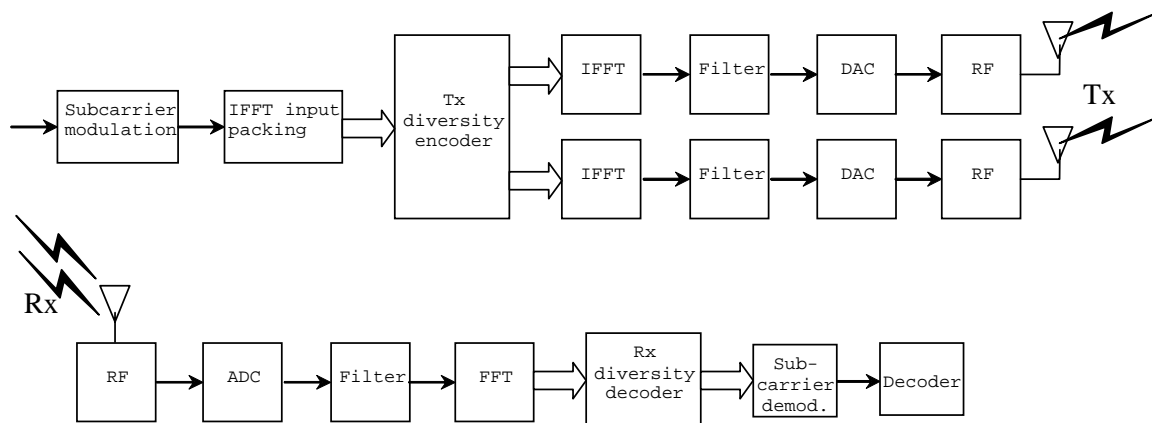 Subcarrier
modulation
IFFT input
packing
Tx
diversity
encoder
IFFT
Filter
DAC
RF
Tx
IFFT
Filter
DAC
RF
Rx
RF
ADC
Filter
FFT
Rx
diversity
decoder
Sub-
carrier
demod.
Decoder